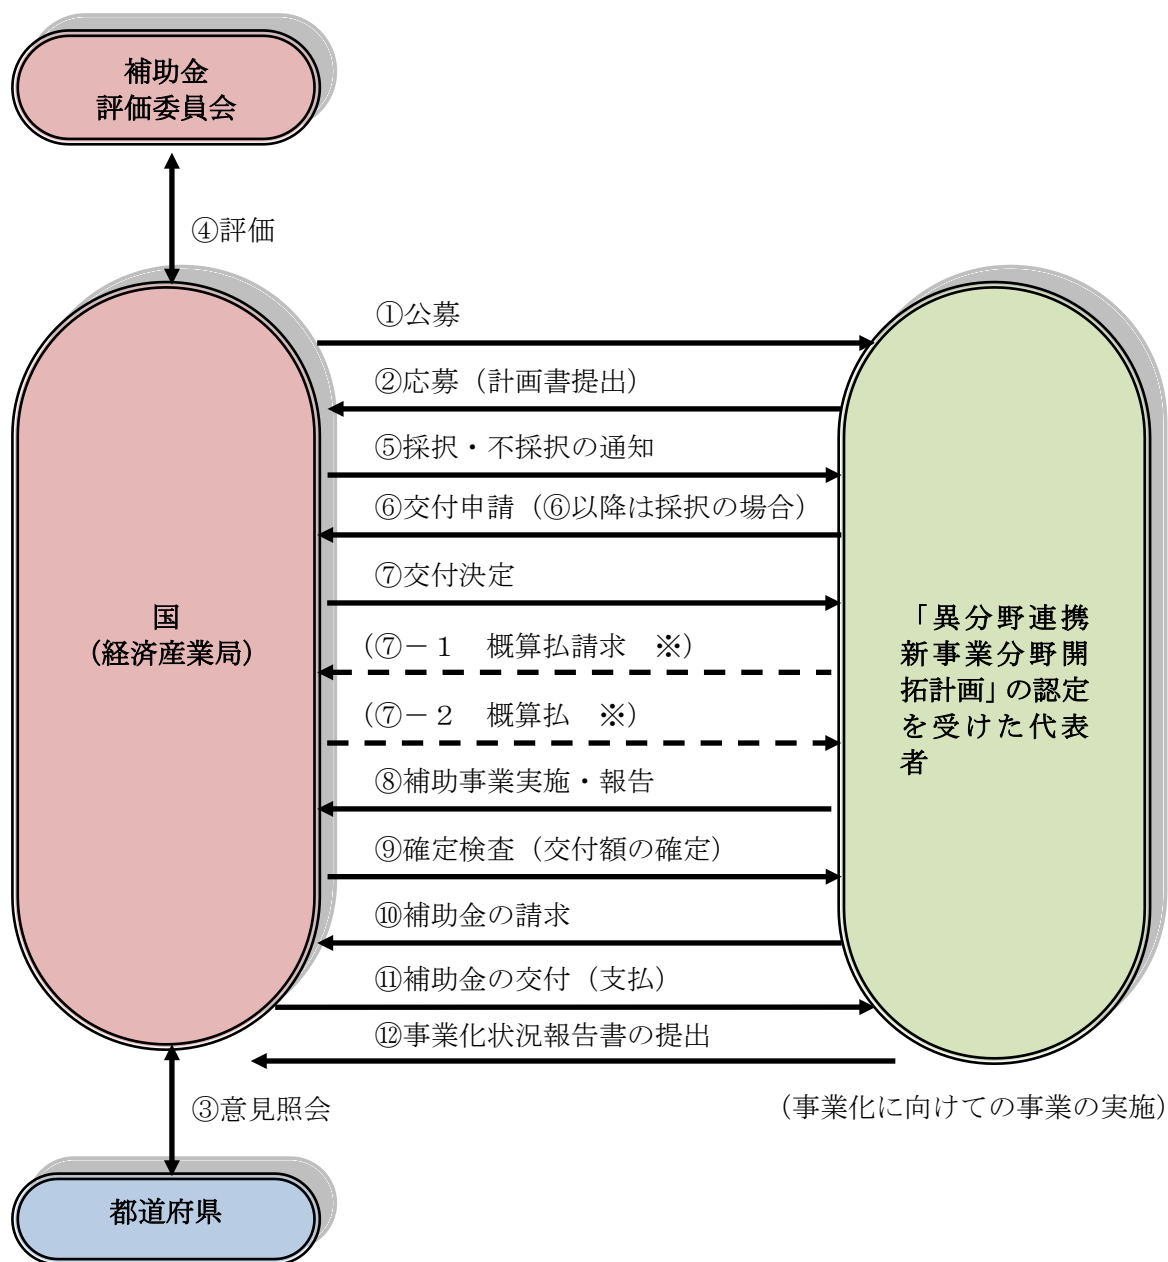 補助金
評価委員会
④評価
①公募
②応募（計画書提出）
⑤採択・不採択の通知
⑥交付申請（⑥以降は採択の場合）
⑦交付決定
（⑦－１　概算払請求　※）
（⑦－２　概算払　※）
⑧補助事業実施・報告
⑨確定検査（交付額の確定）
⑩補助金の請求
⑪補助金の交付（支払）
⑫事業化状況報告書の提出
国
（経済産業局）
「異分野連携
新事業分野開
拓計画」の認定
を受けた代表
者
③意見照会
（事業化に向けての事業の実施）
都道府県